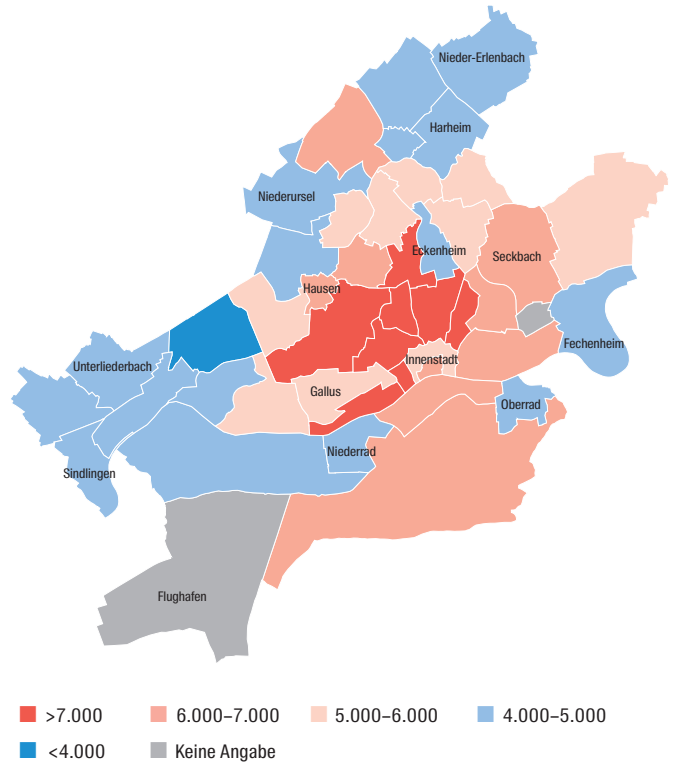 Nieder-Erlenbach
Harheim
Niederursel
Eckenheim
Seckbach
Hausen
Fechenheim
Innenstadt
Unterliederbach
Gallus
Oberrad
Niederrad
Sindlingen
Flughafen
>7.000 6.000–7.000 5.000–6.000 4.000–5.000
<4.000 Keine Angabe